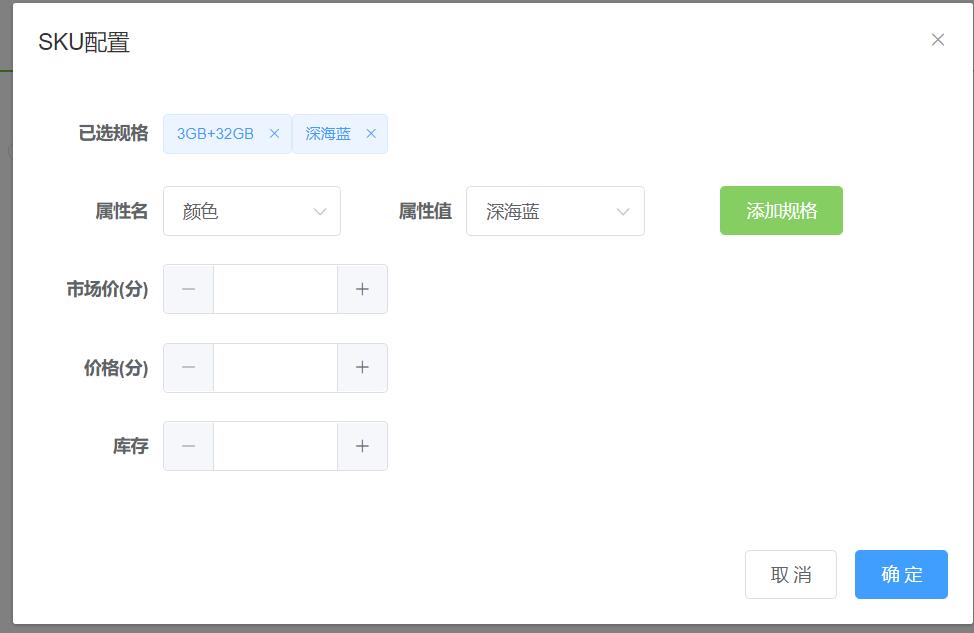 SKU配置
已选规格 3GB+32GB 深海蓝
属性名 颜色 属性值 深海蓝 添加规格
市场价(分)
价格(分)
库存
取消 确定